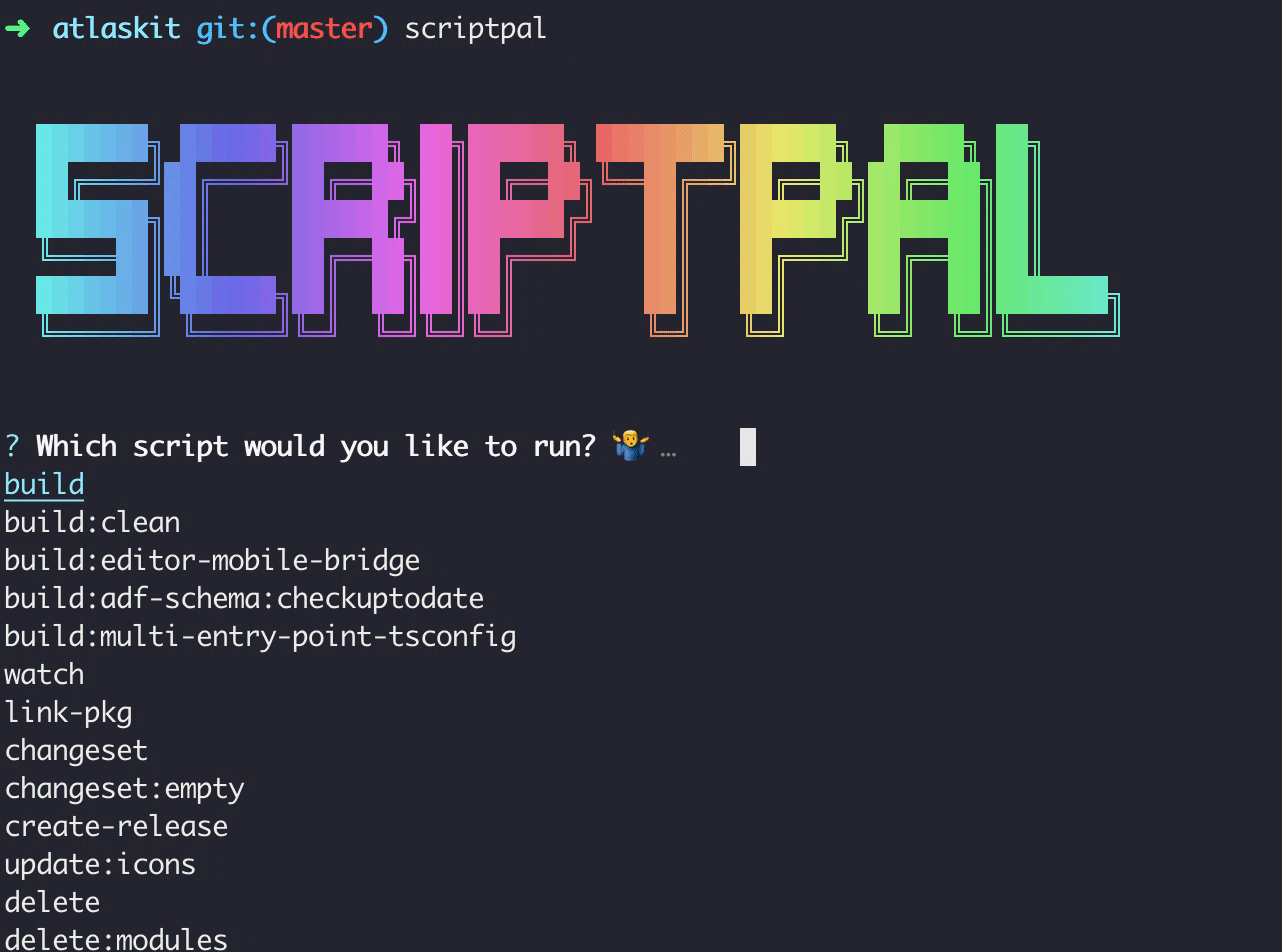 ➜ atlaskit git:(master) scriptpal
SCRIPTPAL
? Which script would you like to run? 🤷‍♂️ …
build
build:clean
build:editor-mobile-bridge
build:adf-schema:checkuptodate
build:multi-entry-point-tsconfig
watch
link-pkg
changeset
changeset:empty
create-release
update:icons
delete
delete:modules